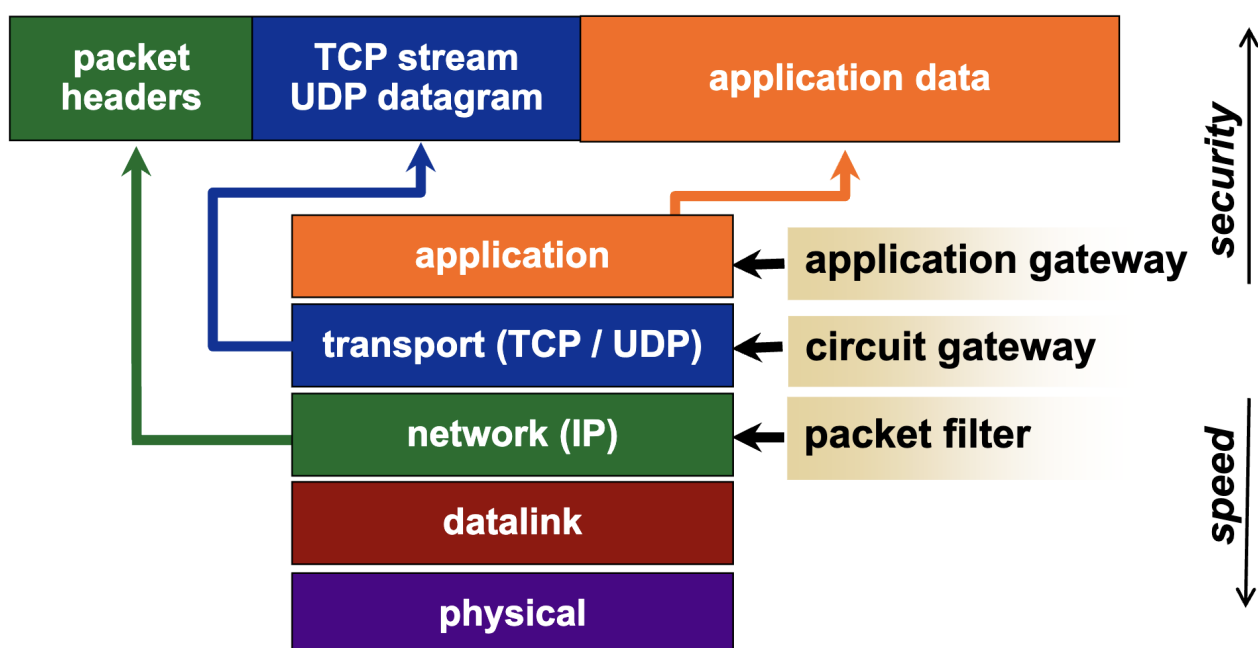 packet
headers
TCP stream
UDP datagram
application data
security
application
application gateway
transport (TCP / UDP)
circuit gateway
network (IP)
packet filter
speed
datalink
physical